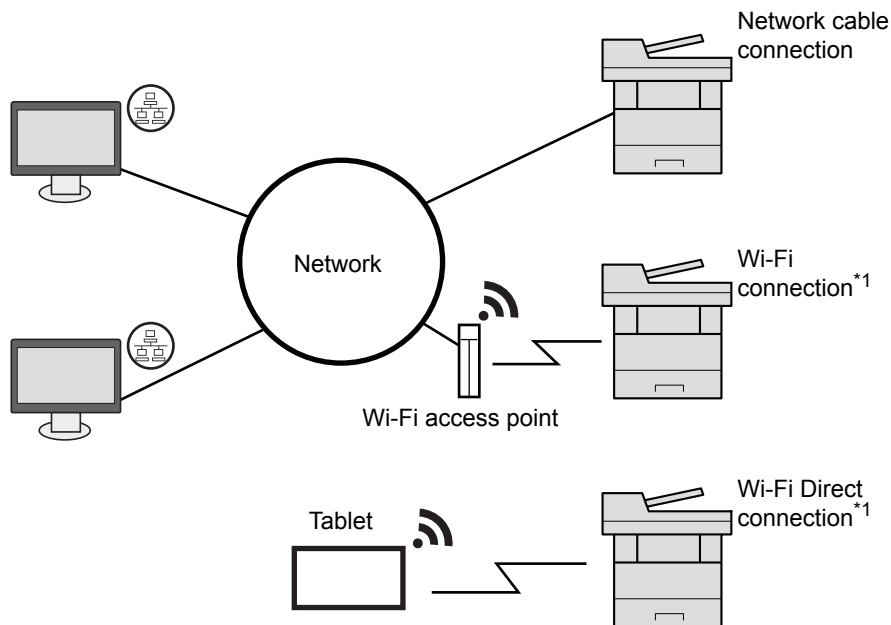 Network cable
connection
Network
Wi-Fi
connection*1
Wi-Fi access point
Wi-Fi Direct
connection*1
Tablet